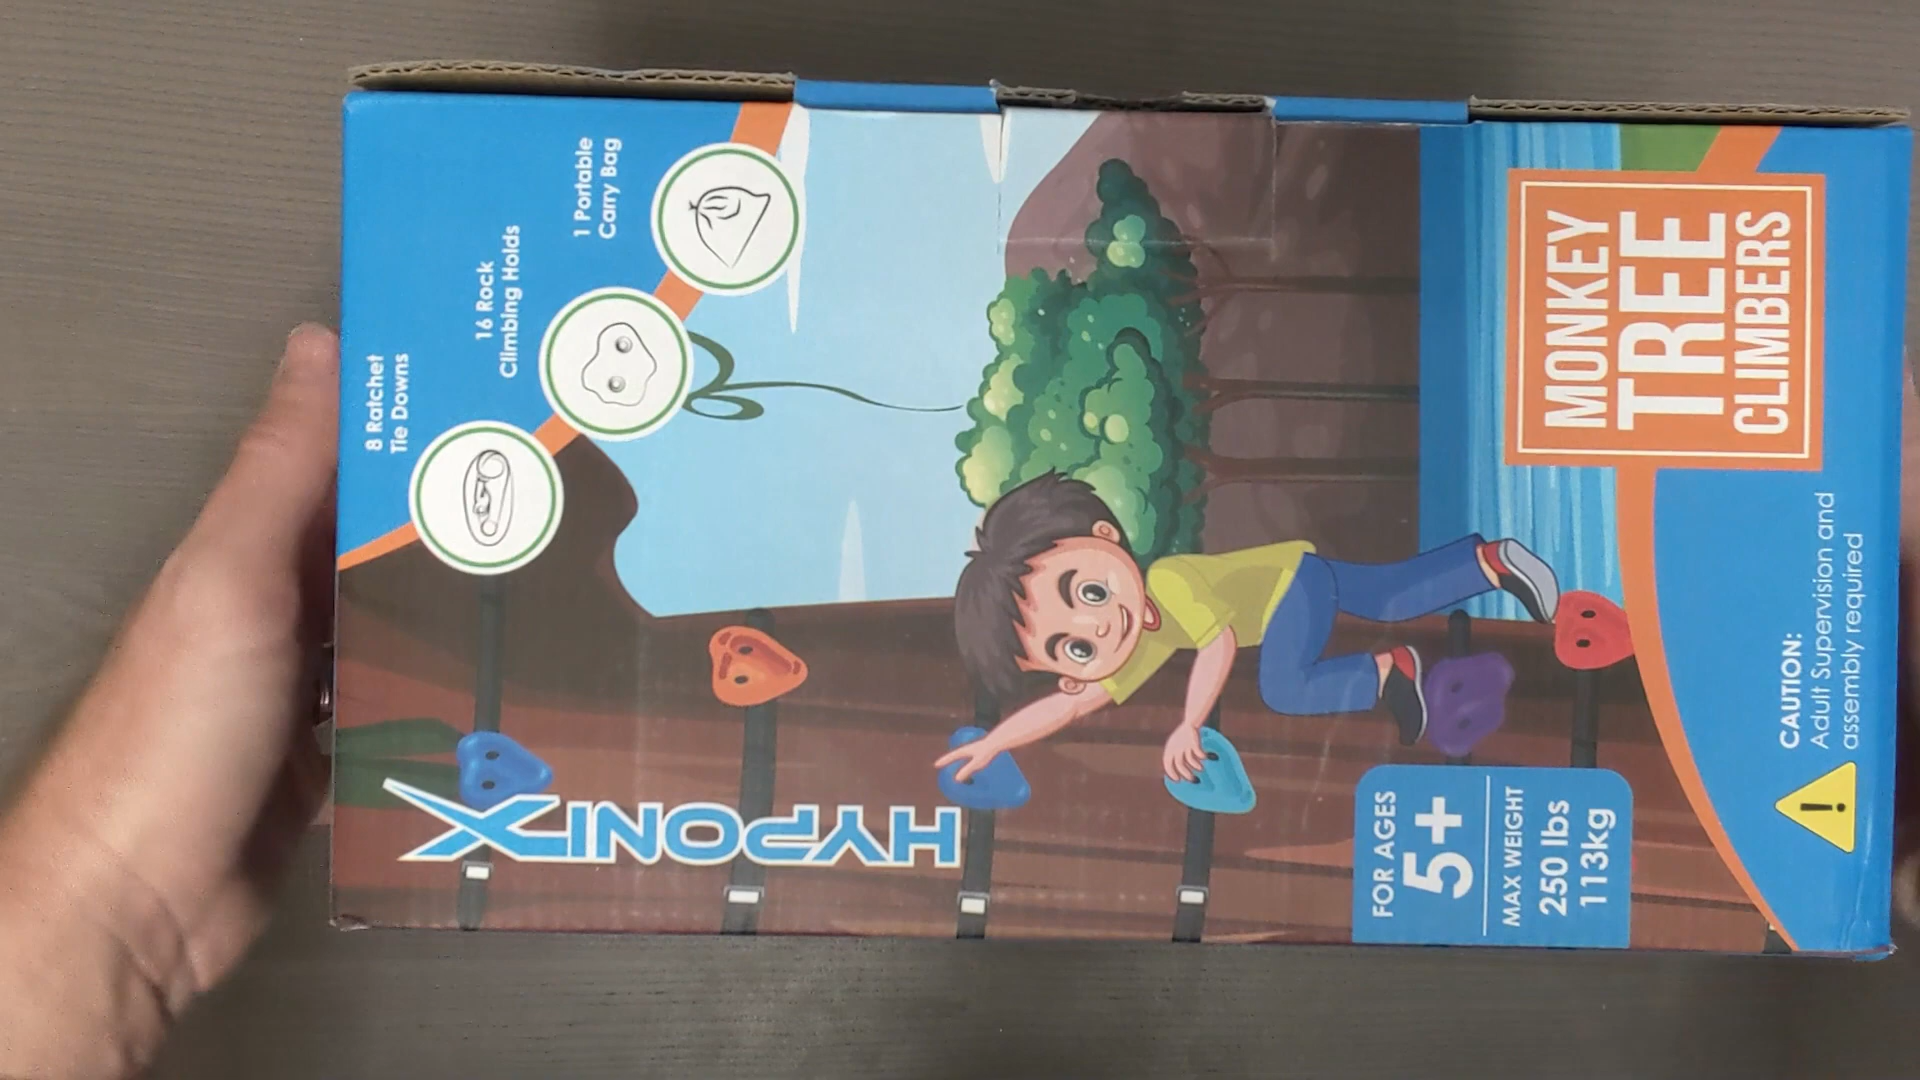 8 Ratchet
Tie Downs
16 Rock
Climbing Holds
1 Portable
Carry Bag
HYPONIX
FOR AGES
5+
MAX WEIGHT
250 lbs
113kg
MONKEY
TREE
CLIMBERS
CAUTION:
Adult Supervision and
assembly required